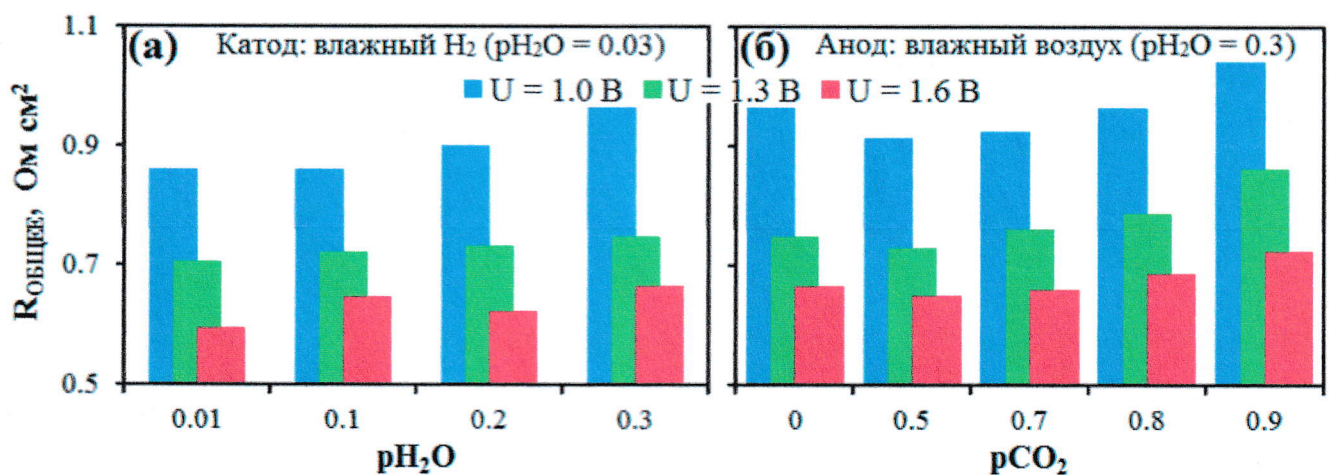 1.1
(а) Катод: влажный H₂ (pH₂O = 0.03)
(б) Анод: влажный воздух (pH₂O = 0.3)
U = 1.0 В U = 1.3 В U = 1.6 В
0.9
0.7
0.5
R_ОБЩЕЕ, Ом см²
0.01 0.1 0.2 0.3
pH₂O
0 0.5 0.7 0.8 0.9
pCO₂